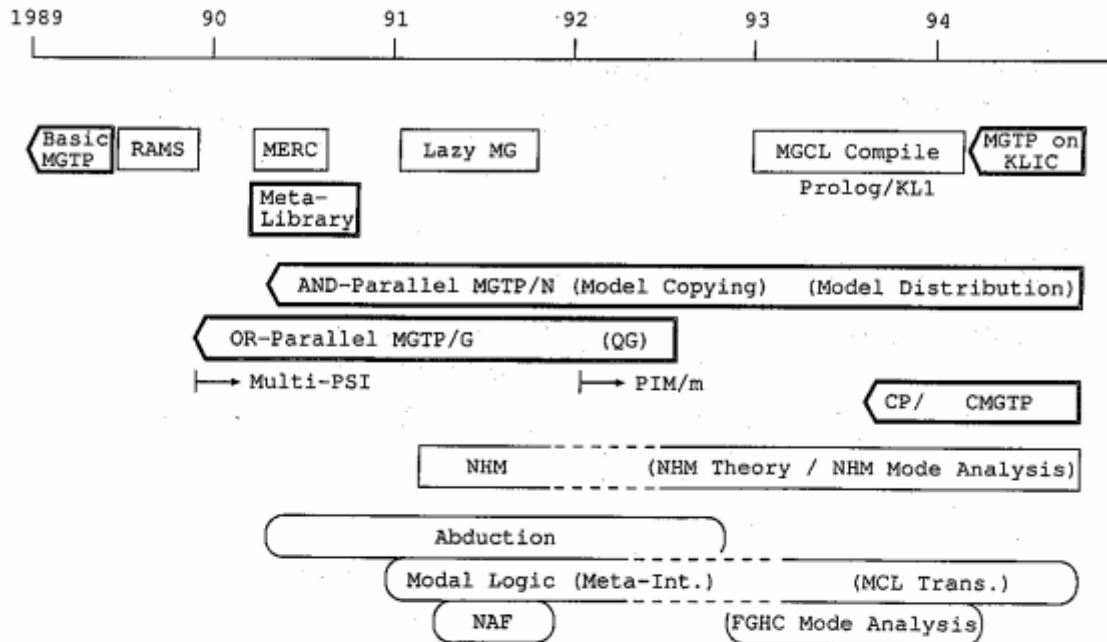 1989 90 91 92 93 94
Basic
MGTP
RAMS
MERC
Lazy MG
MGCL Compile
Prolog/KL1
MGTP on
KLIC
Meta-
Library
AND-Parallel MGTP/N (Model Copying) (Model Distribution)
OR-Parallel MGTP/G (QG)
Multi-PSI
PIM/m
CP/ CMGTP
NHM (NHM Theory / NHM Mode Analysis)
Abduction
Modal Logic (Meta-Int.) (MCL Trans.)
NAF
(FGHC Mode Analysis)